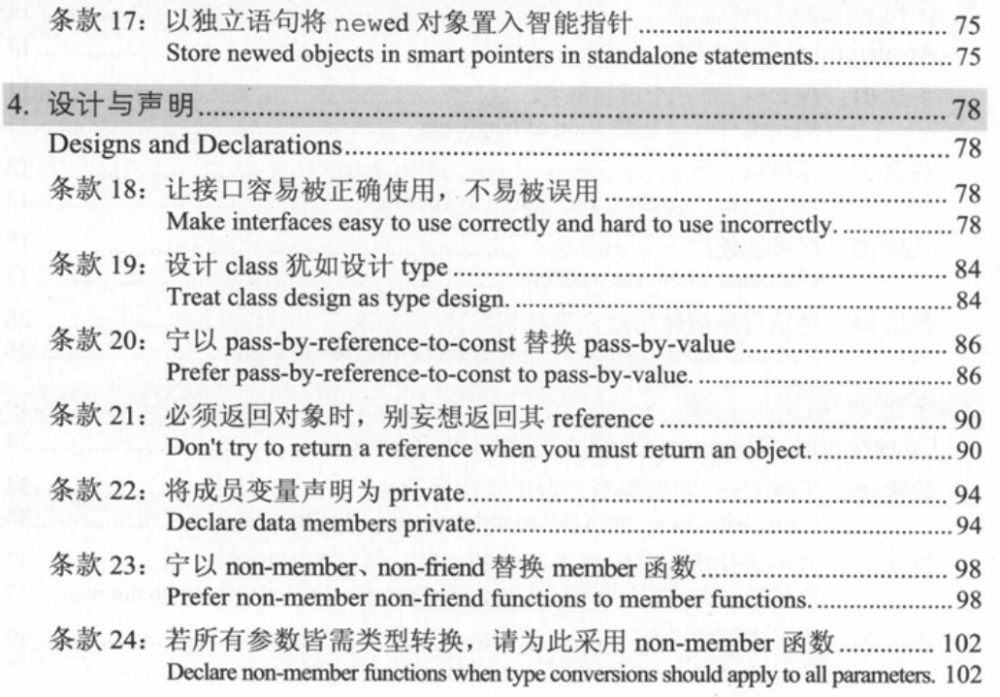 条款 17：以独立语句将 newed 对象置入智能指针 ........ 75
Store newed objects in smart pointers in standalone statements. ........ 75
4. 设计与声明 ........ 78
Designs and Declarations ........ 78
条款 18：让接口容易被正确使用，不易被误用 ........ 78
Make interfaces easy to use correctly and hard to use incorrectly. ........ 78
条款 19：设计 class 犹如设计 type ........ 84
Treat class design as type design. ........ 84
条款 20：宁以 pass-by-reference-to-const 替换 pass-by-value ........ 86
Prefer pass-by-reference-to-const to pass-by-value. ........ 86
条款 21：必须返回对象时，别妄想返回其 reference ........ 90
Don't try to return a reference when you must return an object. ........ 90
条款 22：将成员变量声明为 private ........ 94
Declare data members private. ........ 94
条款 23：宁以 non-member、non-friend 替换 member 函数 ........ 98
Prefer non-member non-friend functions to member functions. ........ 98
条款 24：若所有参数皆需类型转换，请为此采用 non-member 函数 ........ 102
Declare non-member functions when type conversions should apply to all parameters. 102